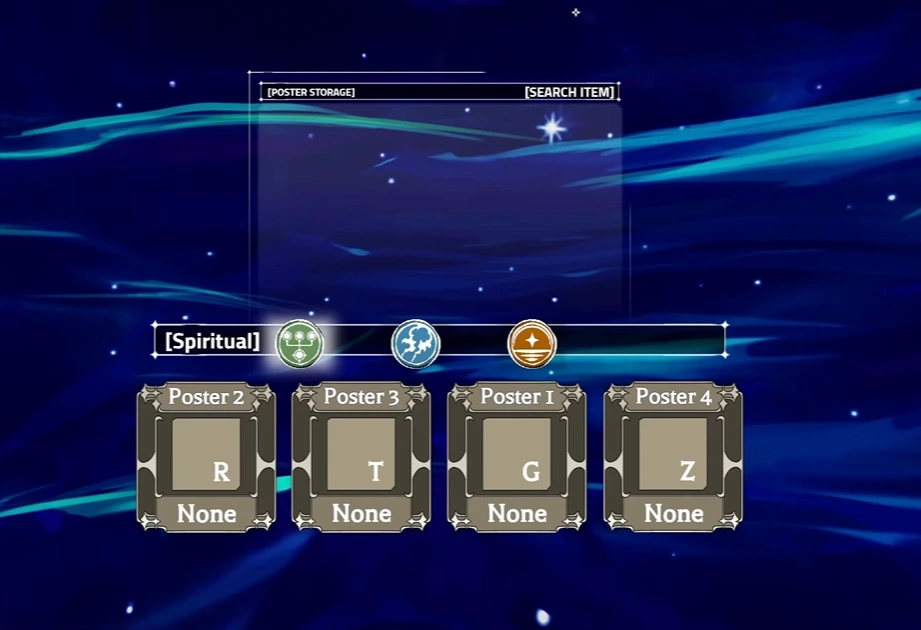 [POSTER STORAGE] [SEARCH ITEM]
[Spiritual]
Poster 2 Poster 3 Poster 1 Poster 4
R T G Z
None None None None